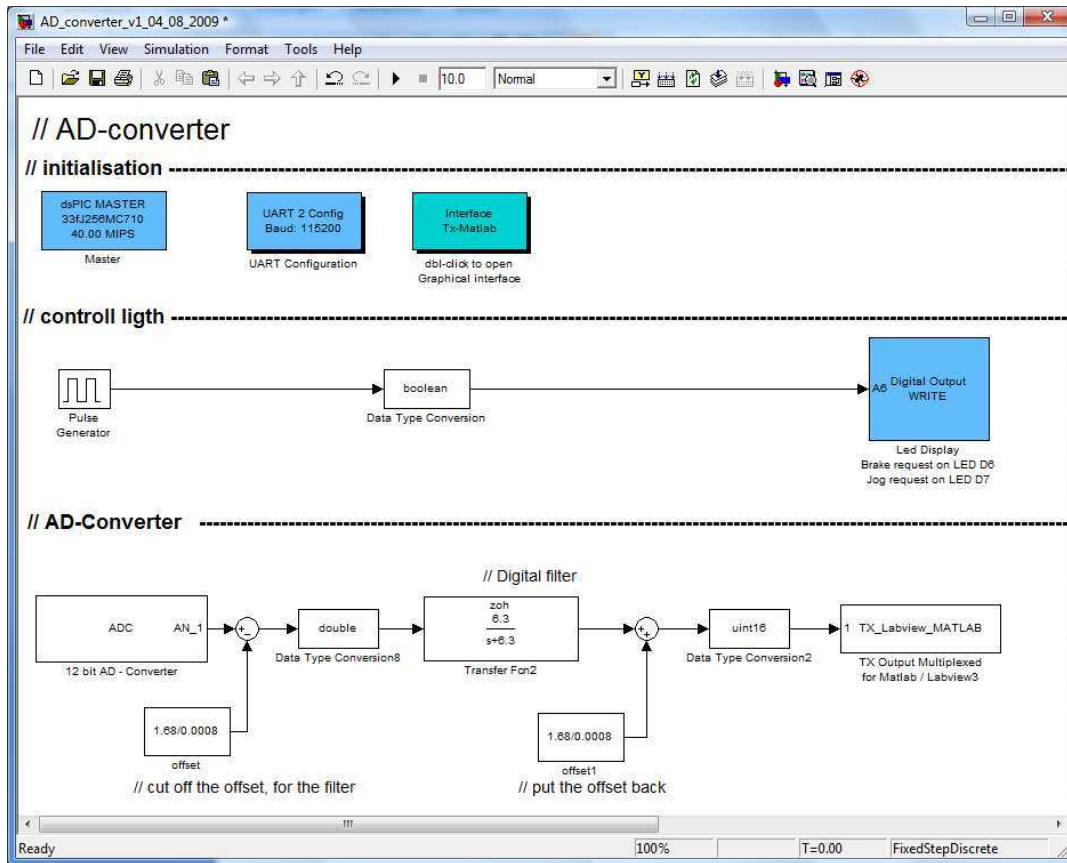 AD_converter_v1_04_08_2009 *
File Edit View Simulation Format Tools Help
10.0 Normal
// AD-converter
// initialisation
dsPIC MASTER
33fJ256MC710
40.00 MIPS
Master
UART 2 Config
Baud: 115200
UART Configuration
Interface
Tx-Matlab
dbl-click to open
Graphical interface
// controll ligth
Pulse
Generator
boolean
Data Type Conversion
A6 Digital Output
WRITE
Led Display
Brake request on LED D6
Jog request on LED D7
// AD-Converter
// Digital filter
ADC AN_1
12 bit AD - Converter
double
Data Type Conversion8
zoh
6.3
s+6.3
Transfer Fcn2
uint16
Data Type Conversion2
1 TX_Labview_MATLAB
TX Output Multiplexed
for Matlab / Labview3
1.68/0.0008
offset
// cut off the offset, for the filter
1.68/0.0008
offset1
// put the offset back
Ready 100% T=0.00 FixedStepDiscrete